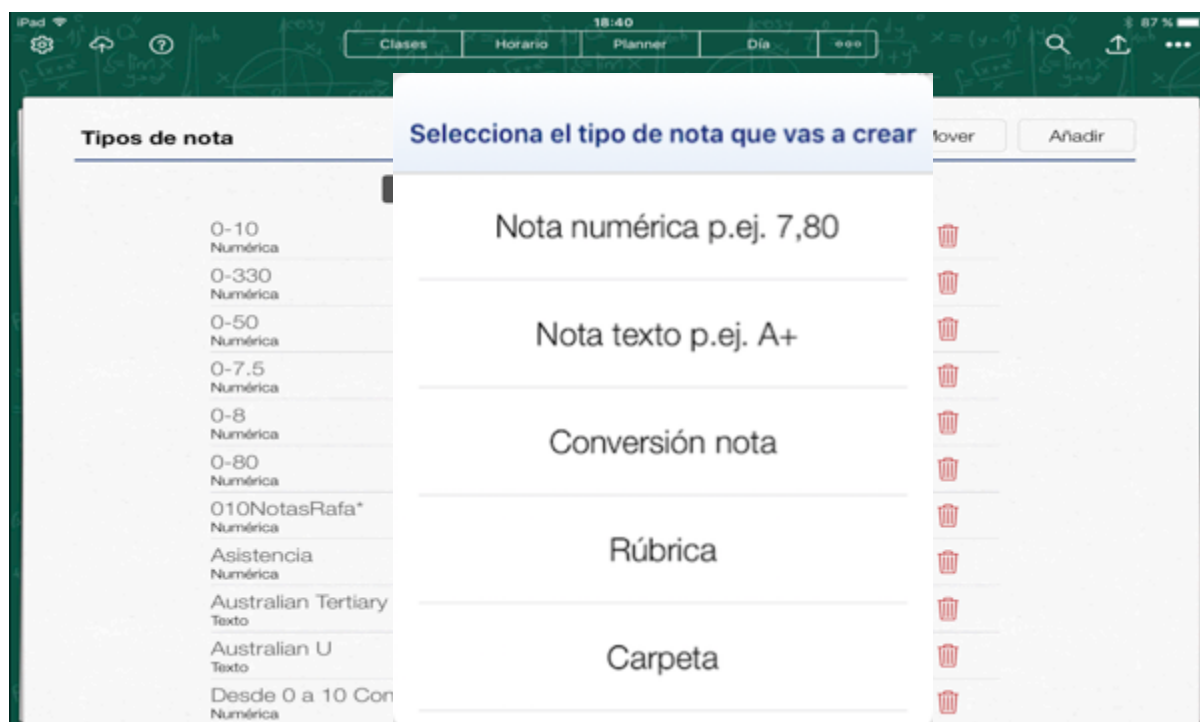 iPad 18:40 87 %
Clases Horario Planner Día
Tipos de nota
Añadir
Selecciona el tipo de nota que vas a crear
Nota numérica p.ej. 7,80
Nota texto p.ej. A+
Conversión nota
Rúbrica
Carpeta
0-10
Numérica
0-330
Numérica
0-50
Numérica
0-7.5
Numérica
0-8
Numérica
0-80
Numérica
010NotasRafa*
Numérica
Asistencia
Numérica
Australian Tertiary
Texto
Australian U
Texto
Desde 0 a 10 Con
Numérica